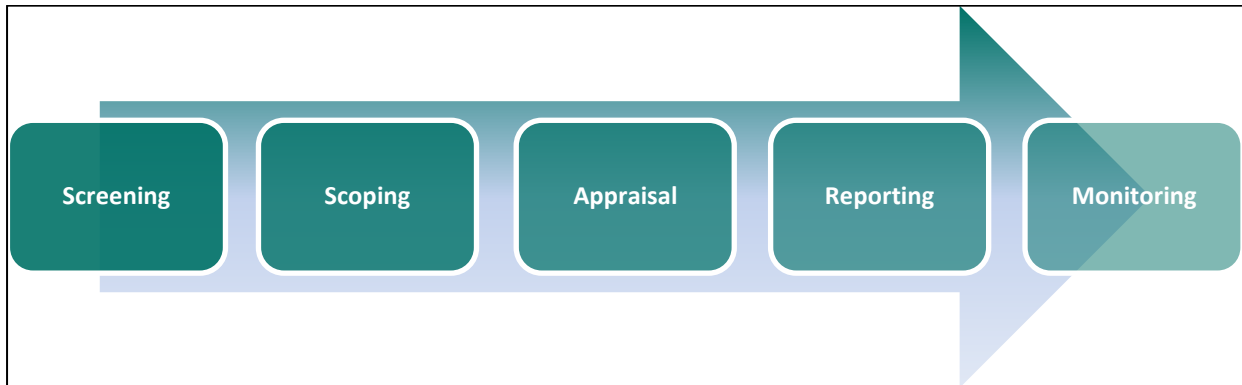 Screening
Scoping
Appraisal
Reporting
Monitoring